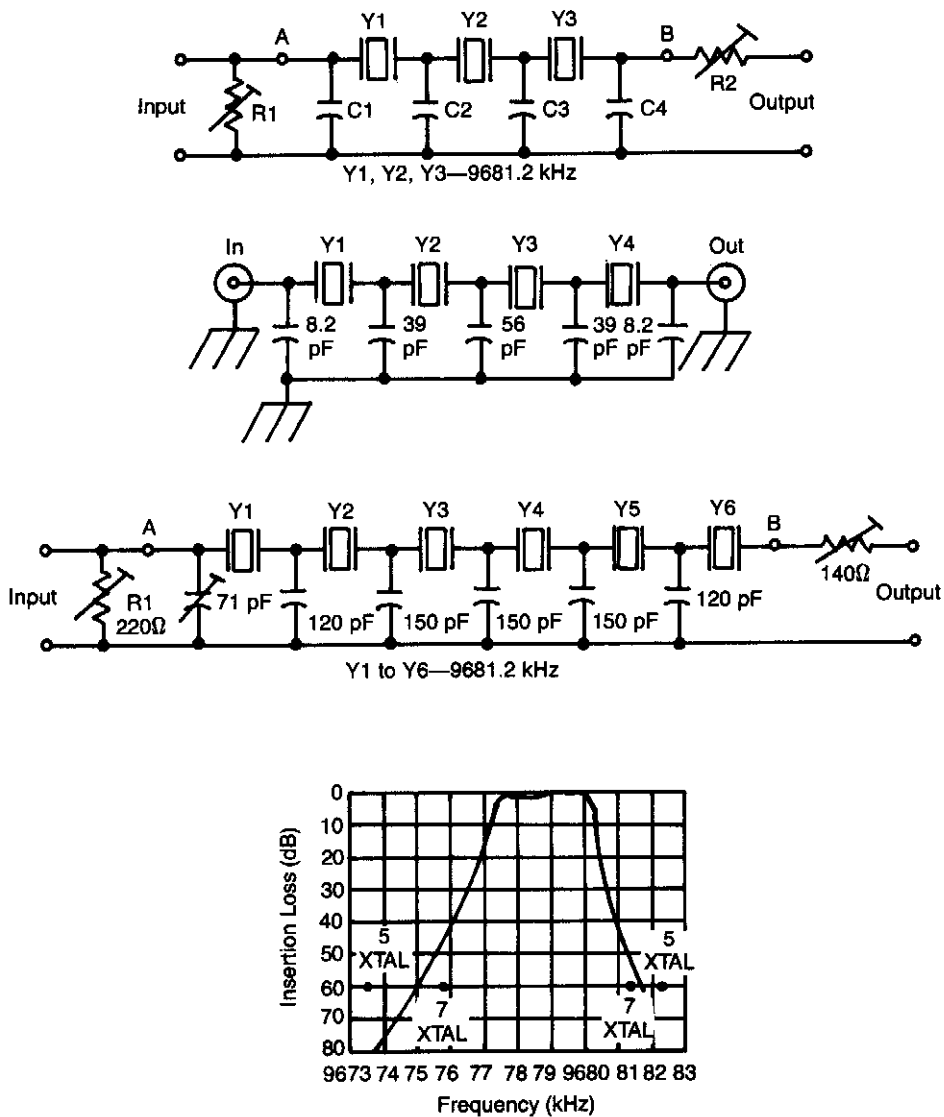 A Y1 Y2 Y3 B
Input R1 C1 C2 C3 C4 R2 Output
Y1, Y2, Y3—9681.2 kHz
In Y1 Y2 Y3 Y4 Out
8.2 pF 39 pF 56 pF 39 pF 8.2 pF
A Y1 Y2 Y3 Y4 Y5 Y6 B
Input R1 220Ω 71 pF 120 pF 150 pF 150 pF 150 pF 120 pF 140Ω Output
Y1 to Y6—9681.2 kHz
Insertion Loss (dB)
0
10
20
30
40
50
60
70
80
5 XTAL
5 XTAL
7 XTAL
7 XTAL
9673 74 75 76 77 78 79 9680 81 82 83
Frequency (kHz)